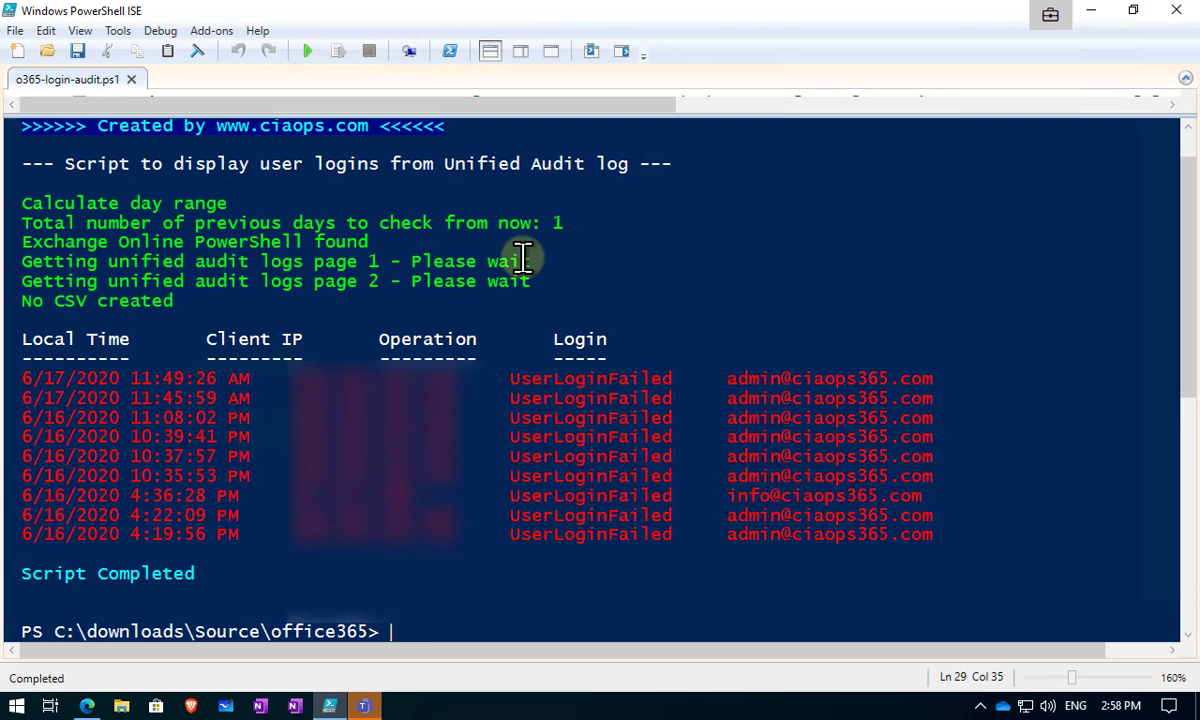 Windows PowerShell ISE
File Edit View Tools Debug Add-ons Help
o365-login-audit.ps1
>>>>>> Created by www.ciaops.com <<<<<<
--- Script to display user logins from Unified Audit log ---
Calculate day range
Total number of previous days to check from now: 1
Exchange Online PowerShell found
Getting unified audit logs page 1 - Please wait
Getting unified audit logs page 2 - Please wait
No CSV created
Local Time Client IP Operation Login
---------- --------- --------- -----
6/17/2020 11:49:26 AM UserLoginFailed admin@ciaops365.com
6/17/2020 11:45:59 AM UserLoginFailed admin@ciaops365.com
6/16/2020 11:08:02 PM UserLoginFailed admin@ciaops365.com
6/16/2020 10:39:41 PM UserLoginFailed admin@ciaops365.com
6/16/2020 10:37:57 PM UserLoginFailed admin@ciaops365.com
6/16/2020 10:35:53 PM UserLoginFailed admin@ciaops365.com
6/16/2020 4:36:28 PM UserLoginFailed info@ciaops365.com
6/16/2020 4:22:09 PM UserLoginFailed admin@ciaops365.com
6/16/2020 4:19:56 PM UserLoginFailed admin@ciaops365.com
Script Completed
PS C:\downloads\Source\office365>
Completed Ln 29 Col 35 160%
ENG 2:58 PM